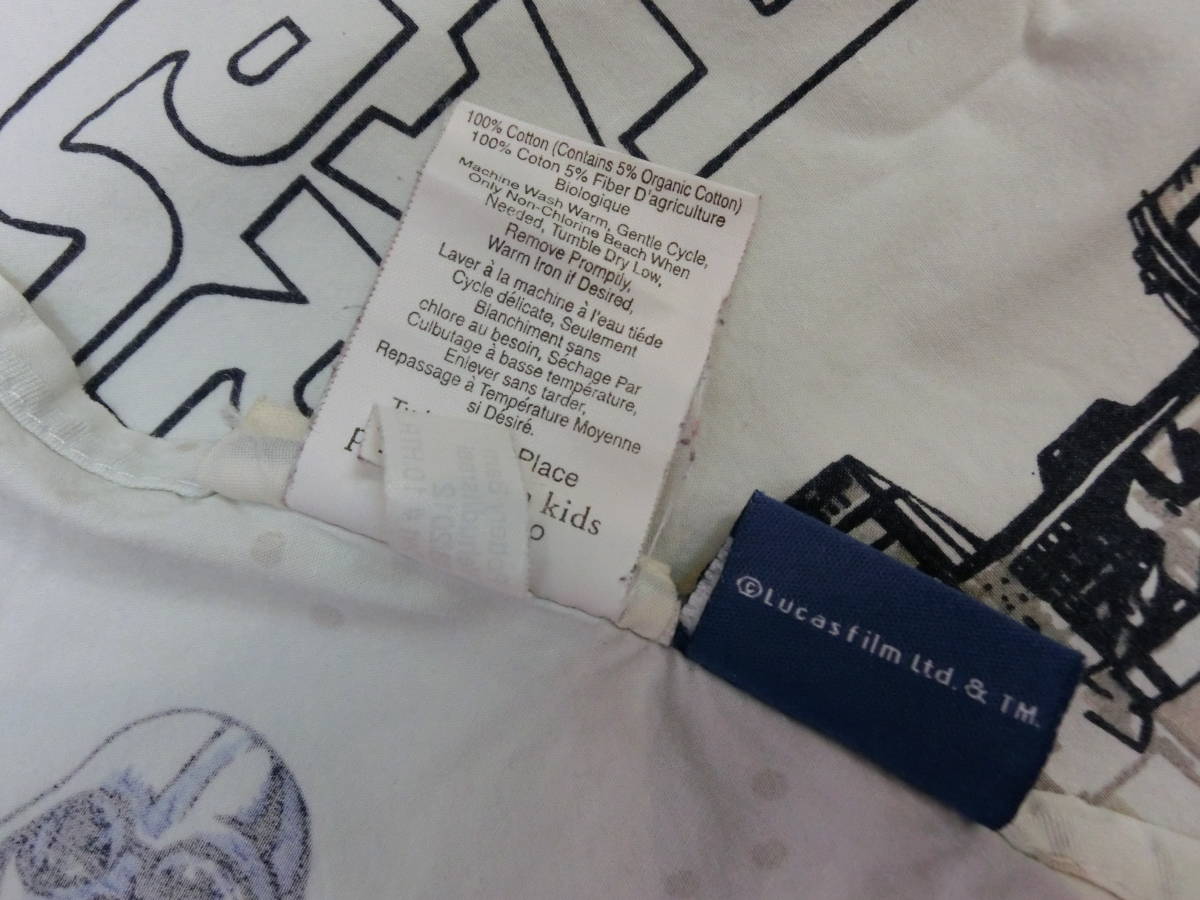 100% Cotton (Contains 5% Organic Cotton)
100% Coton 5% Fiber D'agriculture
Biologique
Machine Wash Warm, Gentle Cycle,
Only Non-Chlorine Beach When
Needed, Tumble Dry Low,
Remove Promptly,
Warm Iron if Desired,
Laver à la machine à l'eau tiéde
Cycle délicate, Seulement
Blanchiment sans
chlore au besoin, Séchage Par
Culbutage à basse température,
Enlever sans tarder,
Repassage à Température Moyenne
si Désiré.
Place
kids
©Lucasfilm Ltd. & TM.